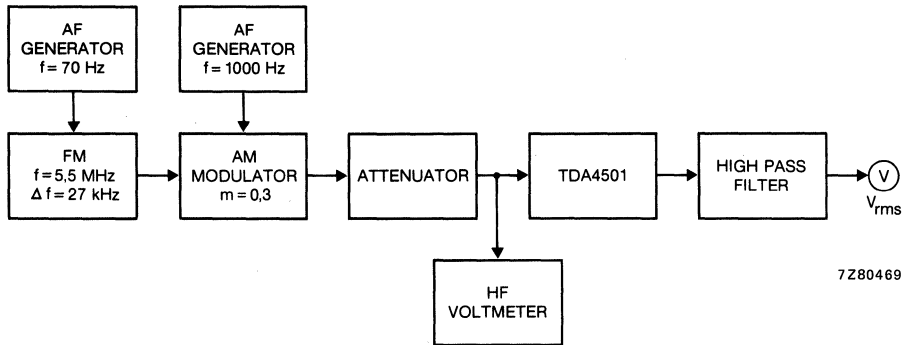 AF
GENERATOR
f = 70 Hz
AF
GENERATOR
f = 1000 Hz
FM
f = 5,5 MHz
Δ f = 27 kHz
AM
MODULATOR
m = 0,3
ATTENUATOR
TDA4501
HIGH PASS
FILTER
V
Vrms
HF
VOLTMETER
7Z80469